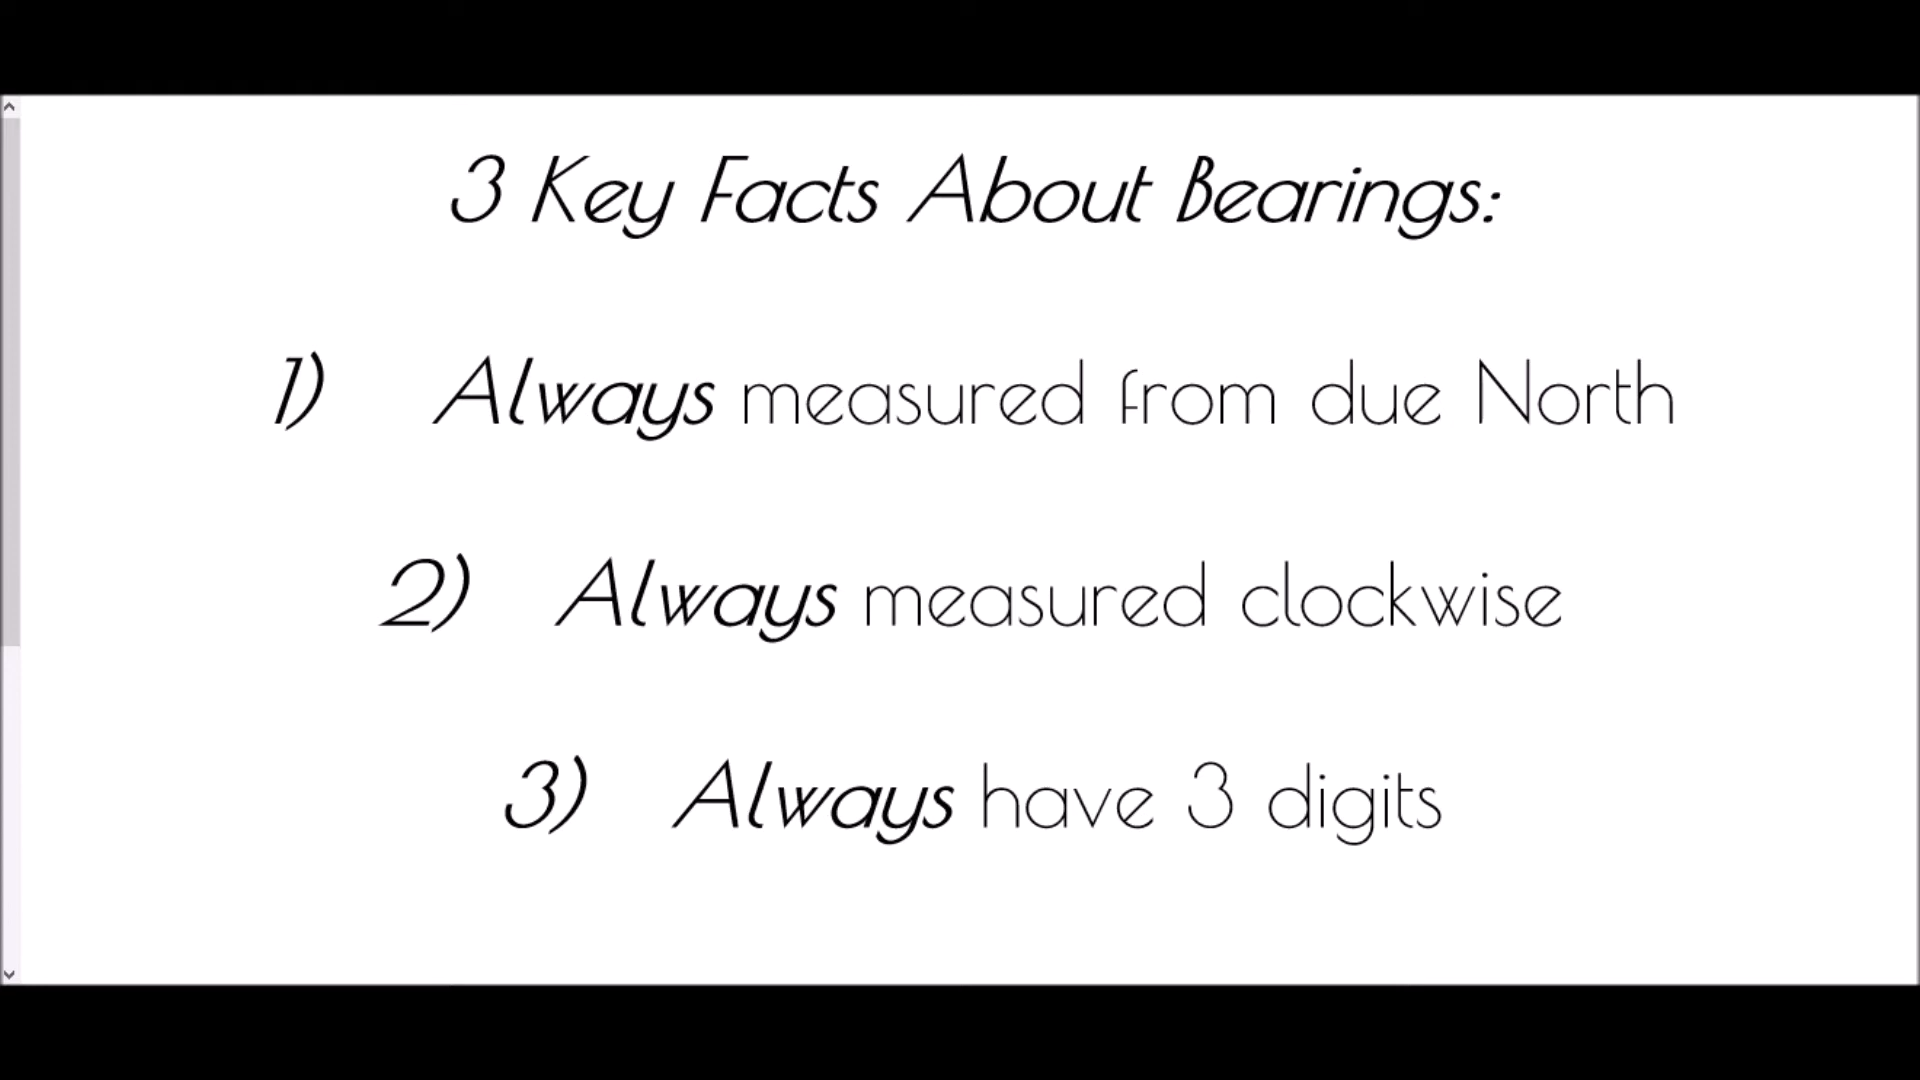 3 Key Facts About Bearings:
1) Always measured from due North
2) Always measured clockwise
3) Always have 3 digits